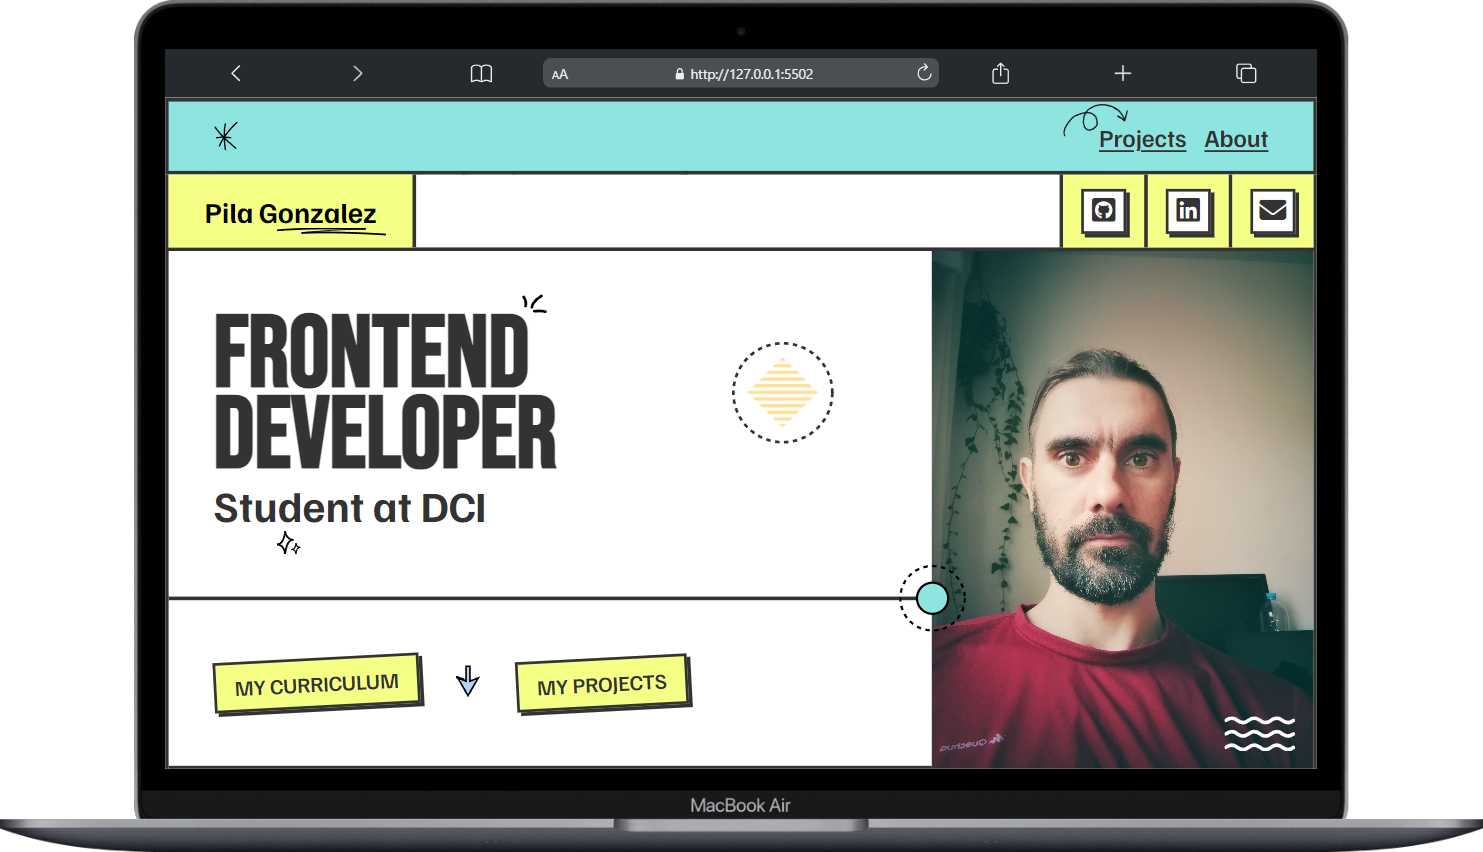 AA
http://127.0.0.1:5502
Projects About
Pila Gonzalez
in
FRONTEND
DEVELOPER
Student at DCI
MY CURRICULUM
MY PROJECTS
MacBook Air